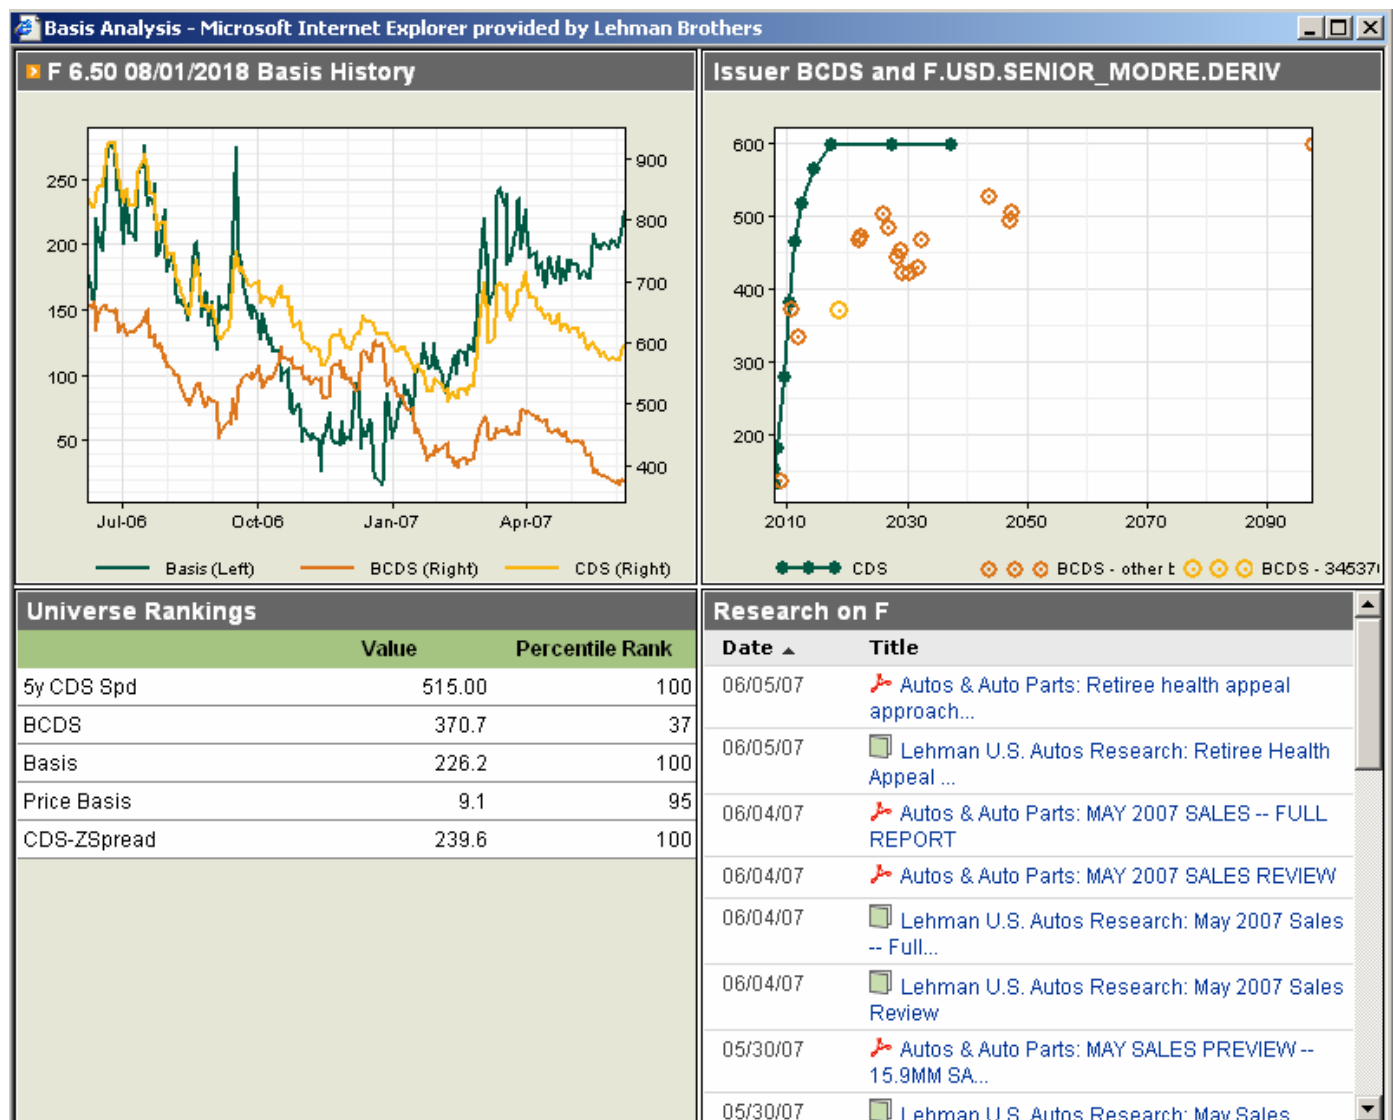 Basis Analysis - Microsoft Internet Explorer provided by Lehman Brothers
F 6.50 08/01/2018 Basis History
250
200
150
100
50
900
800
700
600
500
400
Jul-06 Oct-06 Jan-07 Apr-07
Basis (Left) BCDS (Right) CDS (Right)
Issuer BCDS and F.USD.SENIOR_MODRE.DERIV
600
500
400
300
200
2010 2030 2050 2070 2090
CDS BCDS - other b BCDS - 34537
Universe Rankings
Value Percentile Rank
5y CDS Spd 515.00 100
BCDS 370.7 37
Basis 226.2 100
Price Basis 9.1 95
CDS-ZSpread 239.6 100
Research on F
Date Title
06/05/07 Autos & Auto Parts: Retiree health appeal
approach...
06/05/07 Lehman U.S. Autos Research: Retiree Health
Appeal ...
06/04/07 Autos & Auto Parts: MAY 2007 SALES -- FULL
REPORT
06/04/07 Autos & Auto Parts: MAY 2007 SALES REVIEW
06/04/07 Lehman U.S. Autos Research: May 2007 Sales
-- Full...
06/04/07 Lehman U.S. Autos Research: May 2007 Sales
Review
05/30/07 Autos & Auto Parts: MAY SALES PREVIEW --
15.9MM SA...
05/30/07 Lehman U.S. Autos Research: May Sales